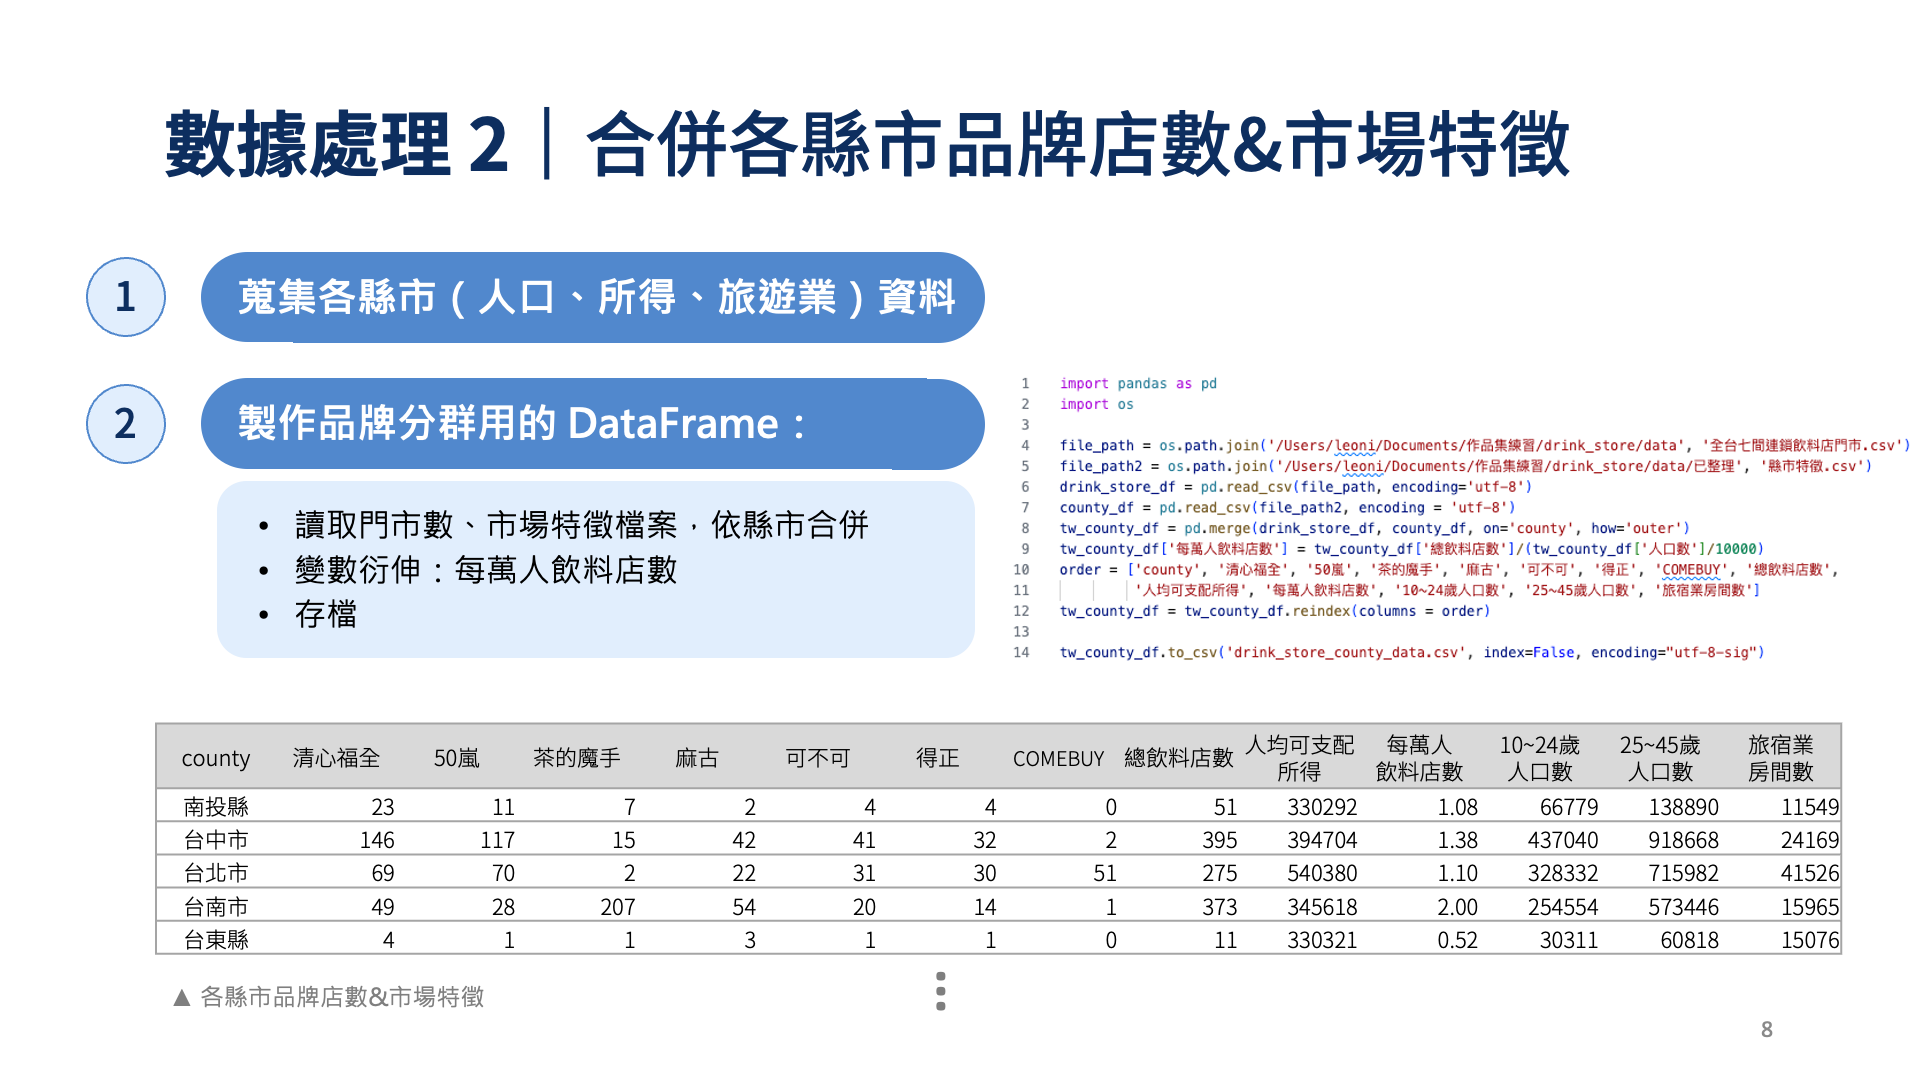 數據處理 2｜合併各縣市品牌店數&市場特徵
1
蒐集各縣市（人口、所得、旅遊業）資料
2
製作品牌分群用的 DataFrame：
• 讀取門市數、市場特徵檔案，依縣市合併
• 變數衍伸：每萬人飲料店數
• 存檔
1 import pandas as pd
2 import os
3
4 file_path = os.path.join('/Users/leoni/Documents/作品集練習/drink_store/data', '全台七間連鎖飲料店門市.csv')
5 file_path2 = os.path.join('/Users/leoni/Documents/作品集練習/drink_store/data/已整理', '縣市特徵.csv')
6 drink_store_df = pd.read_csv(file_path, encoding='utf-8')
7 county_df = pd.read_csv(file_path2, encoding = 'utf-8')
8 tw_county_df = pd.merge(drink_store_df, county_df, on='county', how='outer')
9 tw_county_df['每萬人飲料店數'] = tw_county_df['總飲料店數']/(tw_county_df['人口數']/10000)
10 order = ['county', '清心福全', '50嵐', '茶的魔手', '麻古', '可不可', '得正', 'COMEBUY', '總飲料店數',
11 '人均可支配所得', '每萬人飲料店數', '10~24歲人口數', '25~45歲人口數', '旅宿業房間數']
12 tw_county_df = tw_county_df.reindex(columns = order)
13
14 tw_county_df.to_csv('drink_store_county_data.csv', index=False, encoding="utf-8-sig")
county 清心福全 50嵐 茶的魔手 麻古 可不可 得正 COMEBUY 總飲料店數 人均可支配所得 每萬人飲料店數 10~24歲人口數 25~45歲人口數 旅宿業房間數
南投縣 23 11 7 2 4 4 0 51 330292 1.08 66779 138890 11549
台中市 146 117 15 42 41 32 2 395 394704 1.38 437040 918668 24169
台北市 69 70 2 22 31 30 51 275 540380 1.10 328332 715982 41526
台南市 49 28 207 54 20 14 1 373 345618 2.00 254554 573446 15965
台東縣 4 1 1 3 1 1 0 11 330321 0.52 30311 60818 15076
▲ 各縣市品牌店數&市場特徵
8